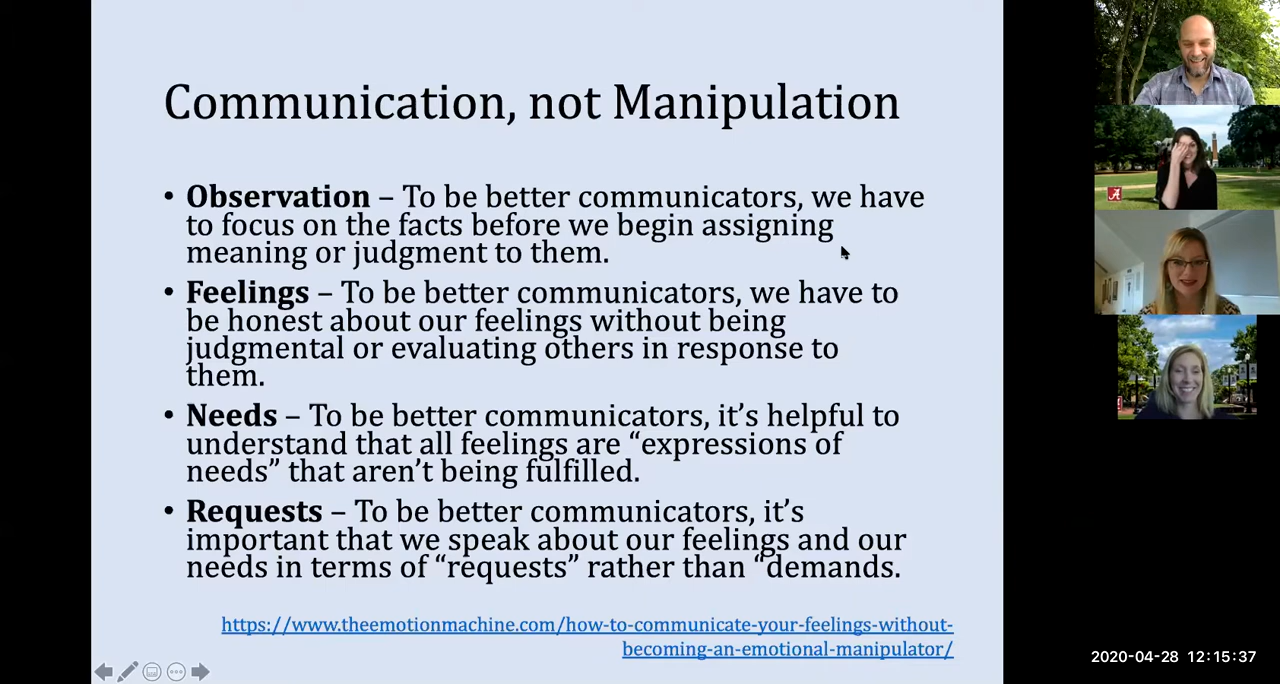 Communication, not Manipulation
• Observation – To be better communicators, we have
to focus on the facts before we begin assigning
meaning or judgment to them.
• Feelings – To be better communicators, we have to
be honest about our feelings without being
judgmental or evaluating others in response to
them.
• Needs – To be better communicators, it’s helpful to
understand that all feelings are “expressions of
needs” that aren’t being fulfilled.
• Requests – To be better communicators, it’s
important that we speak about our feelings and our
needs in terms of “requests” rather than “demands.
https://www.theemotionmachine.com/how-to-communicate-your-feelings-without-
becoming-an-emotional-manipulator/
A
2020-04-28 12:15:37